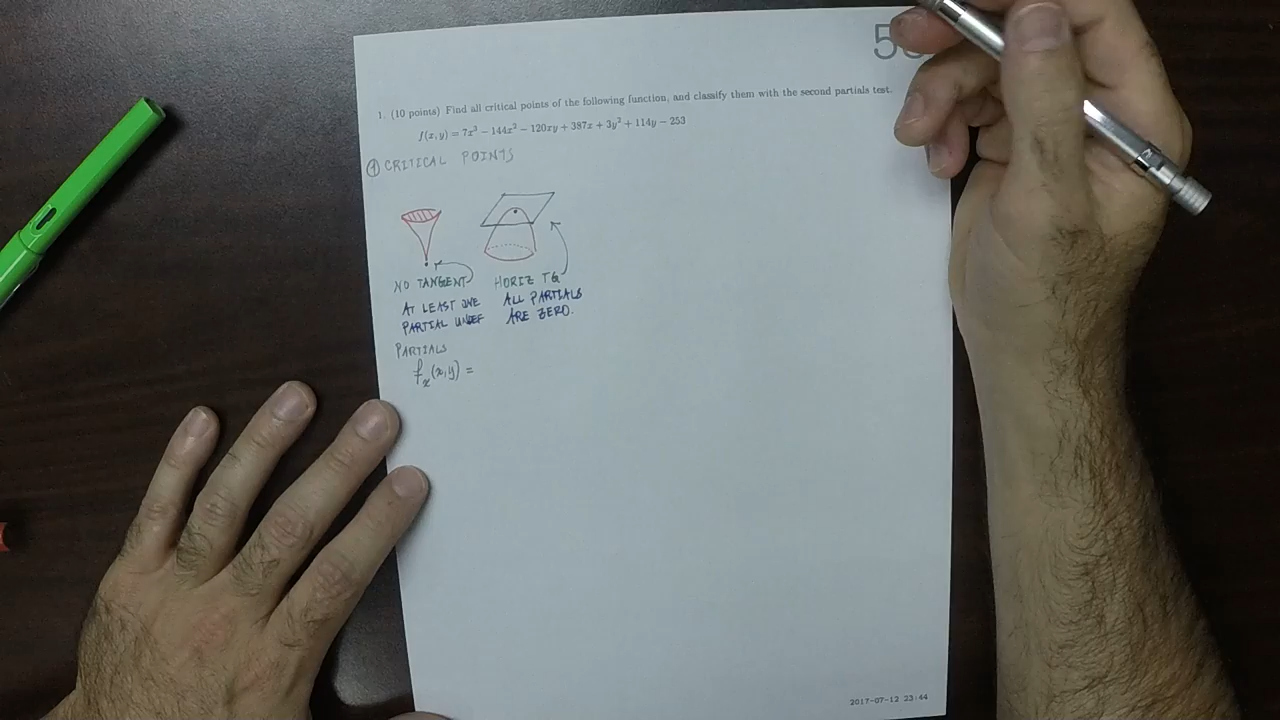 5
1. (10 points) Find all critical points of the following function, and classify them with the second partials test.
f(x, y) = 7x³ − 144x² − 120xy + 387x + 3y² + 114y − 253
① CRITICAL POINTS
NO TANGENT HORIZ TG
AT LEAST ONE ALL PARTIALS
PARTIAL UNDEF ARE ZERO.
PARTIALS
fₓ(x,y) =
2017-07-12 23:44